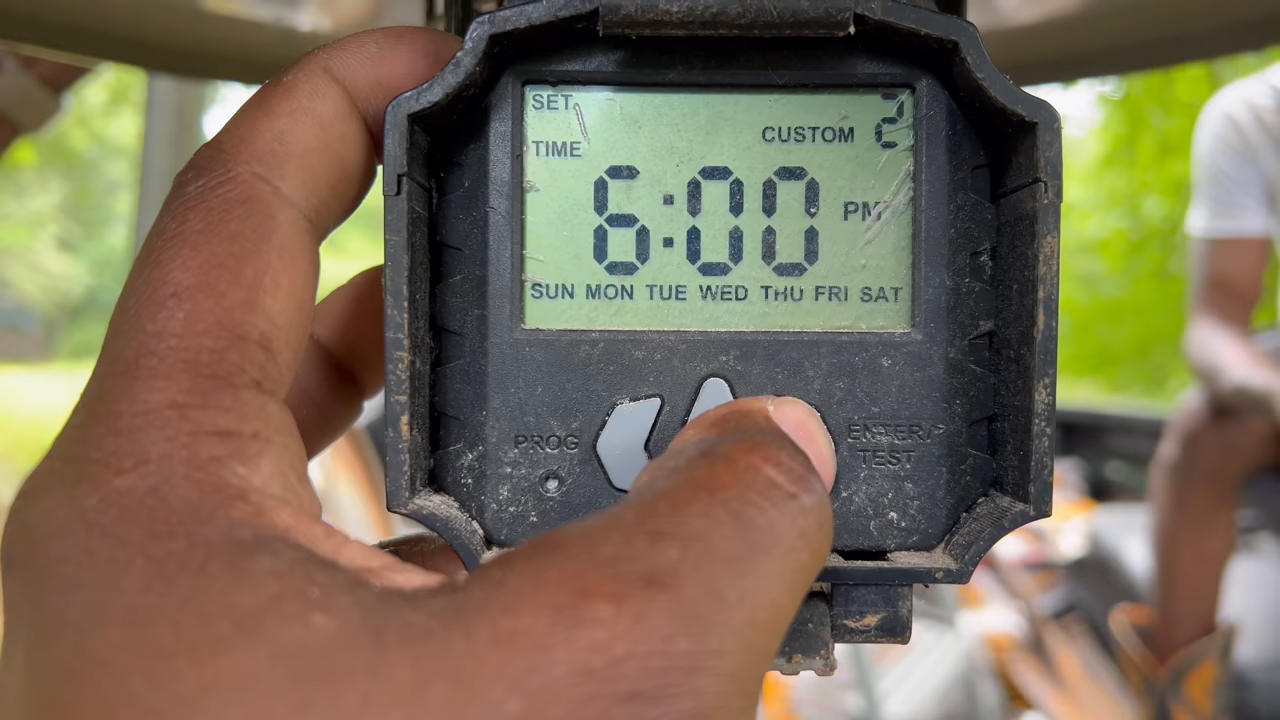 SET
CUSTOM 2
TIME
6:00 PM
SUN MON TUE WED THU FRI SAT
PROG
ENTER/
TEST